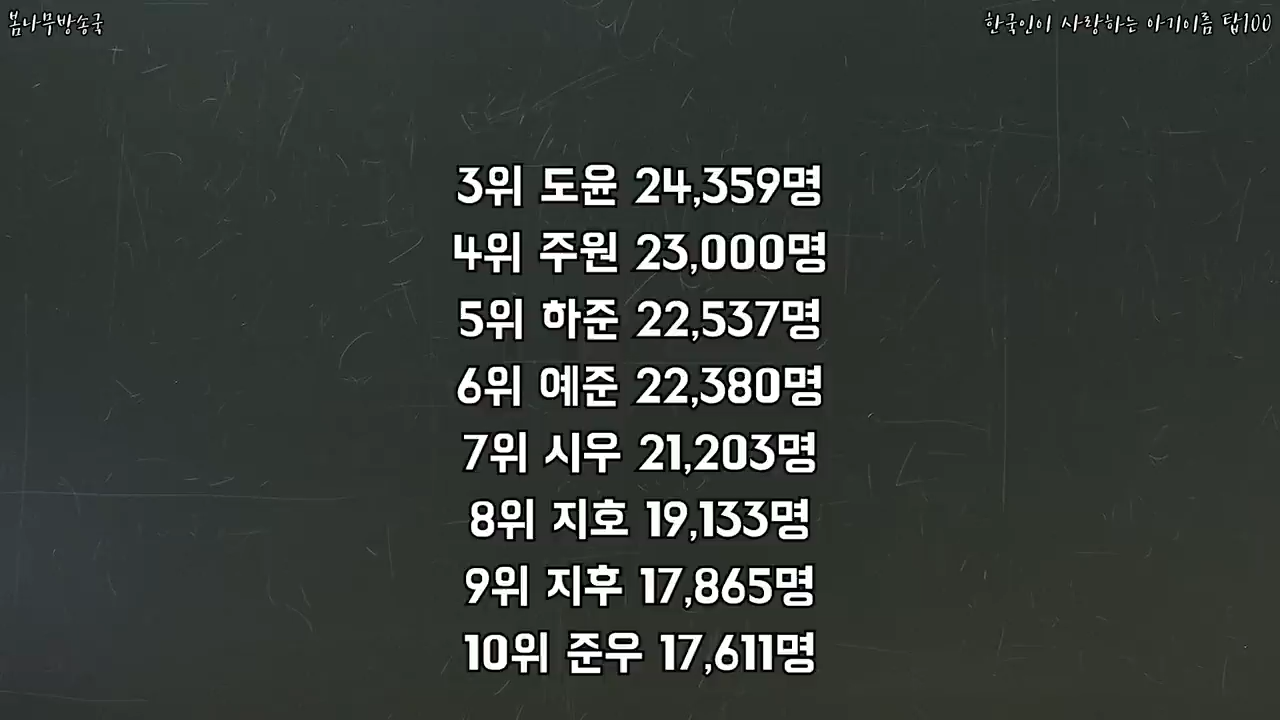 봄나무방송국
한국인이 사랑하는 아기이름 탑100
3위 도윤 24,359명
4위 주원 23,000명
5위 하준 22,537명
6위 예준 22,380명
7위 시우 21,203명
8위 지호 19,133명
9위 지후 17,865명
10위 준우 17,611명